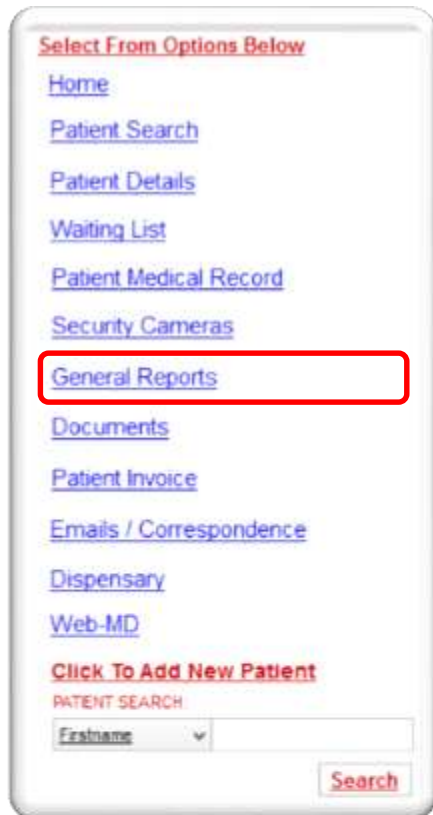 Select From Options Below
Home
Patient Search
Patient Details
Waiting List
Patient Medical Record
Security Cameras
General Reports
Documents
Patient Invoice
Emails / Correspondence
Dispensary
Web-MD
Click To Add New Patient
PATIENT SEARCH
Firstname
Search